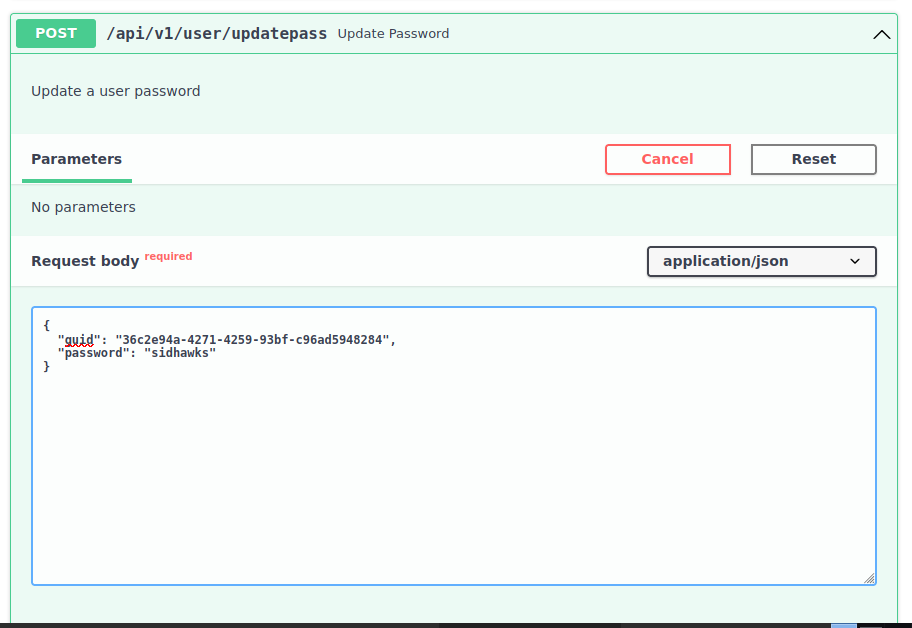 POST /api/v1/user/updatepass Update Password
Update a user password
Parameters Cancel Reset
No parameters
Request body required application/json
{
"guid": "36c2e94a-4271-4259-93bf-c96ad5948284",
"password": "sidhawks"
}